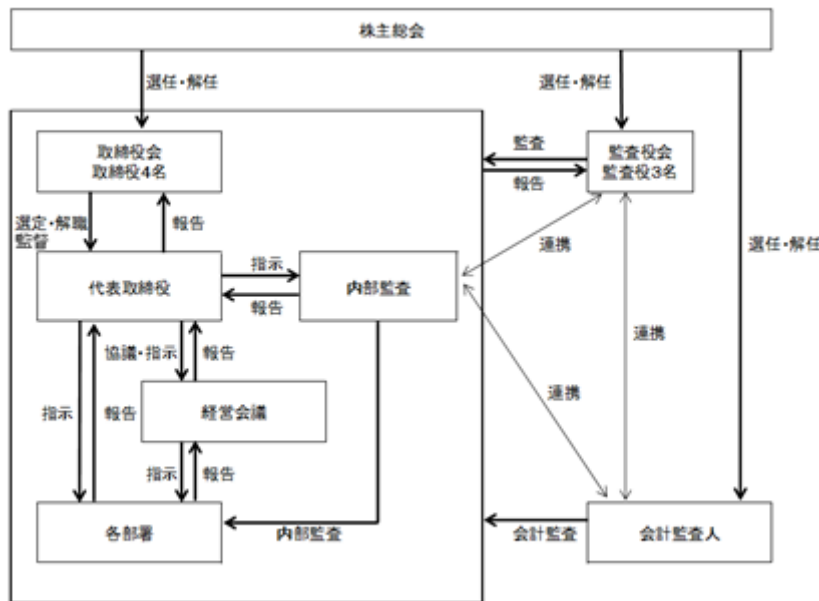 株主総会
選任・解任
選任・解任
取締役会
取締役4名
監査
監査役会
監査役3名
報告
選定・解職
監督
報告
連携
選任・解任
指示
代表取締役
内部監査
報告
協議・指示
報告
連携
連携
経営会議
指示
報告
指示
報告
各部署
内部監査
会計監査
会計監査人